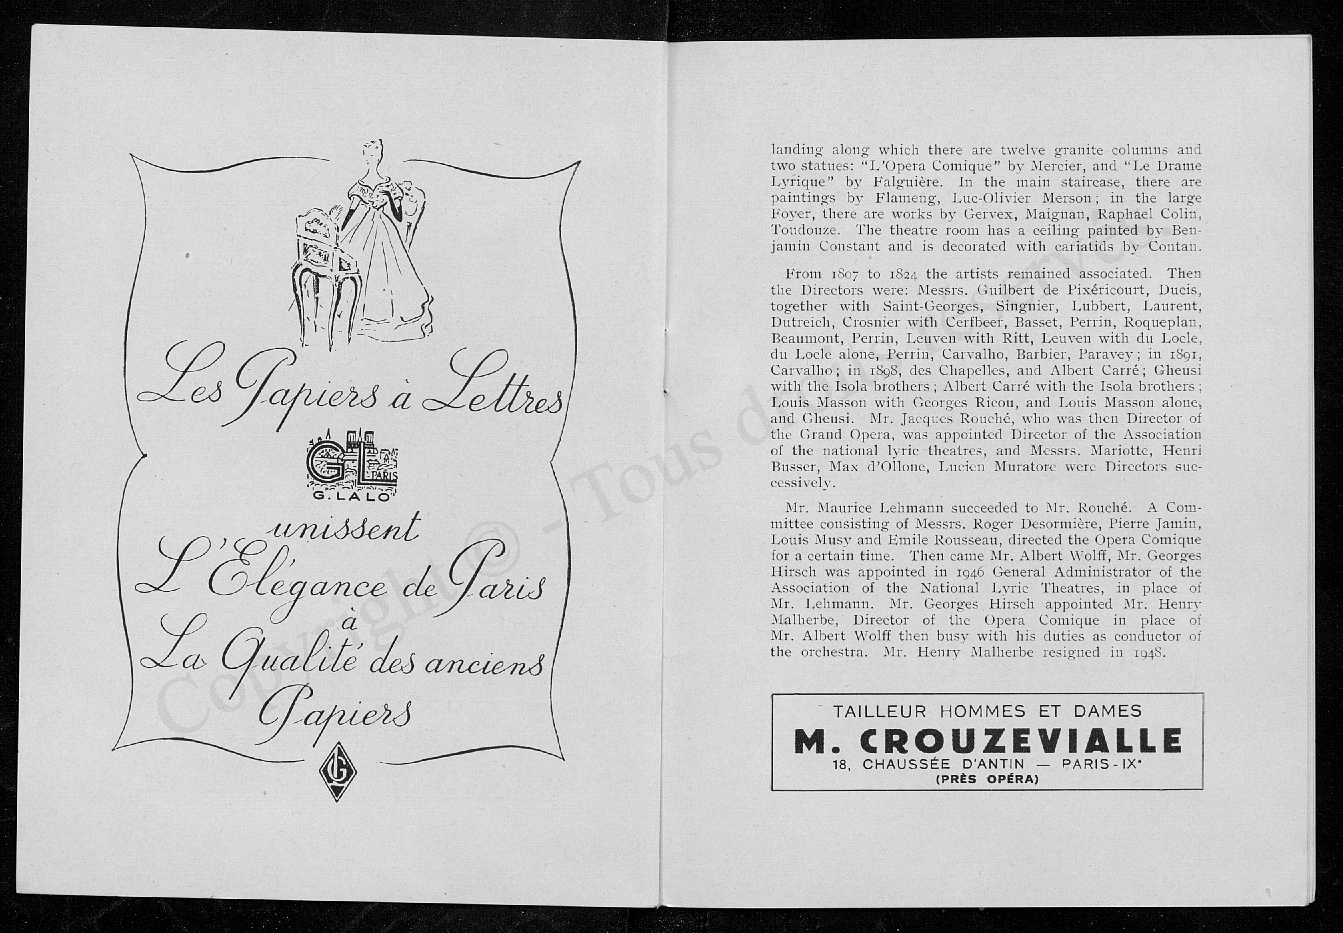 Les Papiers à Lettres
GL
PARIS
G. LALO
unissent
L'Elégance de Paris
à
La Qualité des anciens
Papiers
GL
landing along which there are twelve granite columns and
two statues: "L'Opera Comique" by Mercier, and "Le Drame
Lyrique" by Falguière. In the main staircase, there are
paintings by Flameng, Luc-Olivier Merson; in the large
Foyer, there are works by Gervex, Maignan, Raphael Colin,
Toudouze. The theatre room has a ceiling painted by Ben-
jamin Constant and is decorated with cariatids by Contan.
From 1807 to 1824 the artists remained associated. Then
the Directors were: Messrs. Guilbert de Pixéricourt, Ducis,
together with Saint-Georges, Singnier, Lubbert, Laurent,
Dutreich, Crosnier with Cerfbeer, Basset, Perrin, Roqueplan,
Beaumont, Perrin, Leuven with Ritt, Leuven with du Locle,
du Locle alone, Perrin, Carvalho, Barbier, Paravey; in 1891,
Carvalho; in 1898, des Chapelles, and Albert Carré; Gheusi
with the Isola brothers; Albert Carré with the Isola brothers;
Louis Masson with Georges Ricou, and Louis Masson alone,
and Gheusi. Mr. Jacques Rouché, who was then Director of
the Grand Opera, was appointed Director of the Association
of the national lyric theatres, and Messrs. Mariotte, Henri
Busser, Max d'Ollone, Lucien Muratore were Directors suc-
cessively.
Mr. Maurice Lehmann succeeded to Mr. Rouché. A Com-
mittee consisting of Messrs. Roger Desormière, Pierre Jamin,
Louis Musy and Emile Rousseau, directed the Opera Comique
for a certain time. Then came Mr. Albert Wolff, Mr. Georges
Hirsch was appointed in 1946 General Administrator of the
Association of the National Lyric Theatres, in place of
Mr. Lehmann. Mr. Georges Hirsch appointed Mr. Henry
Malherbe, Director of the Opera Comique in place of
Mr. Albert Wolff then busy with his duties as conductor of
the orchestra. Mr. Henry Malherbe resigned in 1948.
TAILLEUR HOMMES ET DAMES
M. CROUZEVIALLE
18, CHAUSSÉE D'ANTIN — PARIS-IXe
(PRÈS OPÉRA)
Copyright © - Tous droits réservés